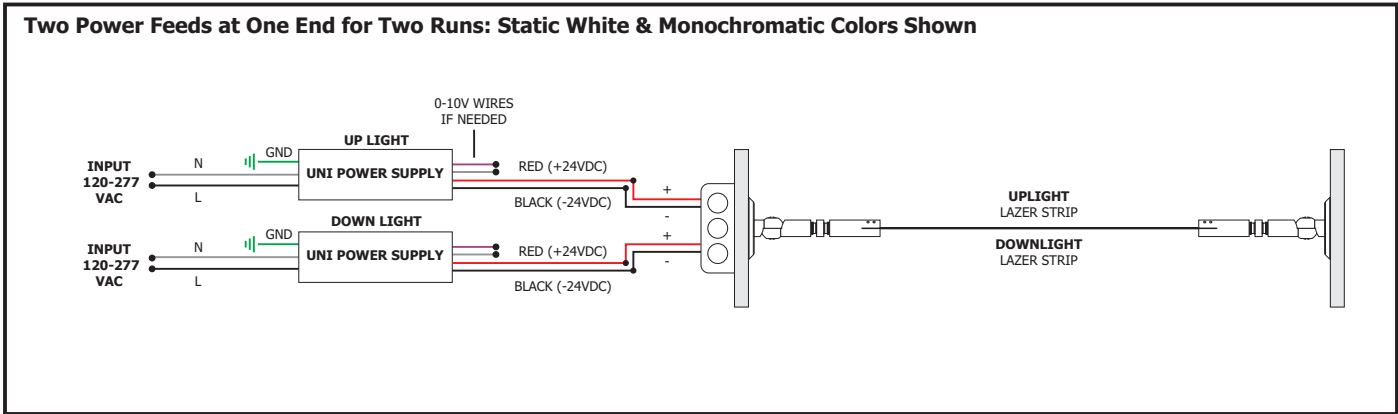 Two Power Feeds at One End for Two Runs: Static White & Monochromatic Colors Shown
0-10V WIRES
IF NEEDED
UP LIGHT
GND
N
INPUT
120-277
VAC
L
UNI POWER SUPPLY
RED (+24VDC)
BLACK (-24VDC)
+
-
DOWN LIGHT
GND
N
INPUT
120-277
VAC
L
UNI POWER SUPPLY
RED (+24VDC)
BLACK (-24VDC)
+
-
UPLIGHT
LAZER STRIP
DOWNLIGHT
LAZER STRIP